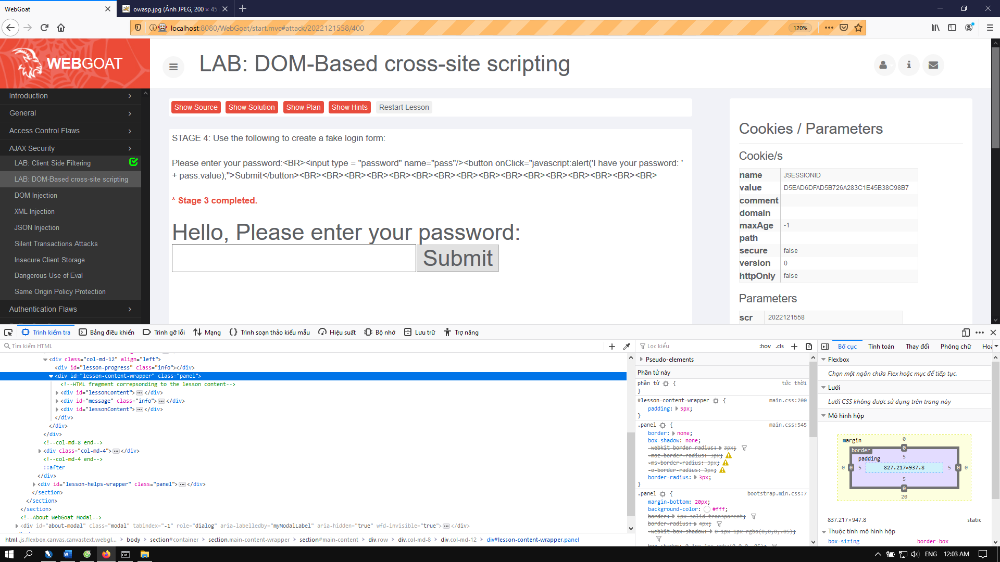 WebGoat
owasp.jpg (Ảnh JPEG, 200 × 45
localhost:8080/WebGoat/start.mvc#attack/2022121558/400
120%
WEBGOAT
LAB: DOM-Based cross-site scripting
Introduction
General
Access Control Flaws
AJAX Security
LAB: Client Side Filtering
LAB: DOM-Based cross-site scripting
DOM Injection
XML Injection
JSON Injection
Silent Transactions Attacks
Insecure Client Storage
Dangerous Use of Eval
Same Origin Policy Protection
Authentication Flaws
Show Source
Show Solution
Show Plan
Show Hints
Restart Lesson
STAGE 4: Use the following to create a fake login form:
Please enter your password:<BR><input type = "password" name="pass"/><button onClick="javascript:alert('I have your password: '
+ pass.value);">Submit</button><BR><BR><BR><BR><BR><BR><BR><BR><BR><BR><BR><BR><BR><BR><BR><BR>
* Stage 3 completed.
Hello, Please enter your password:
Submit
Cookies / Parameters
Cookie/s
name JSESSIONID
value D5EAD6DFAD5B726A283C1E45B38C98B7
comment
domain
maxAge -1
path
secure false
version 0
httpOnly false
Parameters
scr 2022121558
Trình kiểm tra
Bảng điều khiển
Trình gỡ lỗi
Mạng
Trình soạn thảo kiểu mẫu
Hiệu suất
Bộ nhớ
Lưu trữ
Trợ năng
Tìm kiếm HTML
<div class="col-md-12" align="left">
<div id="lesson-progress" class="info"></div>
<div id="lesson-content-wrapper" class="panel">
<!--HTML fragment correpsonding to the lesson content-->
<div id="lessonContent"></div>
<div id="message" class="info"></div>
<div id="lessonContent"></div>
</div>
</div>
</div>
<!--col-md-8 end-->
<div class="col-md-4"></div>
<!--col-md-4 end-->
::after
</div>
<div id="lesson-helps-wrapper" class="panel"></div>
</section>
</section>
</section>
<!--About WebGoat Modal-->
<div id="about-modal" class="modal" tabindex="-1" role="dialog" aria-labelledby="myModalLabel" aria-hidden="true" wfd-invisible="true"></div>
html.js.flexbox.canvas.canvastext.webgl...
body
section#container
section.main-content-wrapper
section#main-content
div.row
div.col-md-8
div.col-md-12
div#lesson-content-wrapper.panel
Lọc kiểu
:hov
.cls
Pseudo-elements
Phần tử này
phần tử {
tức thời
}
#lesson-content-wrapper {
main.css:200
padding: 5px;
}
.panel {
main.css:545
border: none;
box-shadow: none;
-webkit-border-radius: 3px;
-moz-border-radius: 3px;
-ms-border-radius: 3px;
-o-border-radius: 3px;
border-radius: 3px;
}
.panel {
bootstrap.min.css:7
margin-bottom: 20px;
background-color: #fff;
border: 1px solid transparent;
border-radius: 4px;
-webkit-box-shadow: 0 1px 1px rgba(0,0,0,.05);
box-shadow: 0 1px 1px rgba(0,0,0,.05);
Bố cục
Tính toán
Thay đổi
Phông chữ
Hoạ
Flexbox
Chọn một ngăn chứa Flex hoặc mục để tiếp tục.
Lưới
Lưới CSS không được sử dụng trên trang này
Mô hình hộp
margin
0
border
0
padding
5
0
0
5
827.217×937.8
5
0
0
5
0
20
837.217×947.8
static
Thuộc tính mô hình hộp
box-sizing
border-box
ENG
12:03 AM